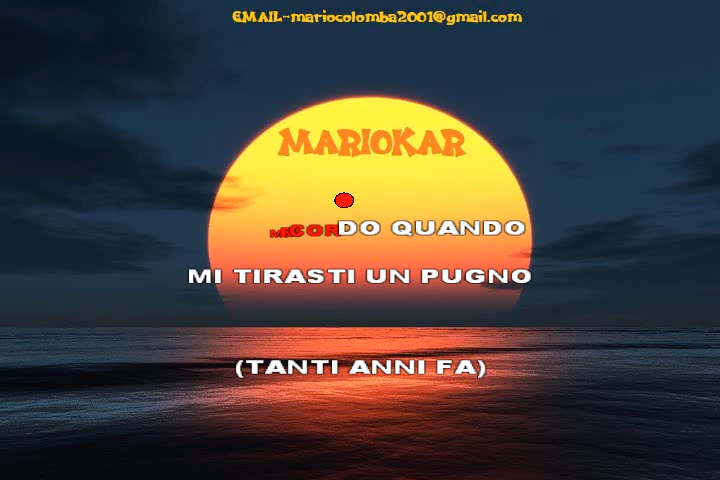 EMAIL-mariocolomba2001@gmail.com
MARIOKAR
CORDO QUANDO
MI TIRASTI UN PUGNO
(TANTI ANNI FA)